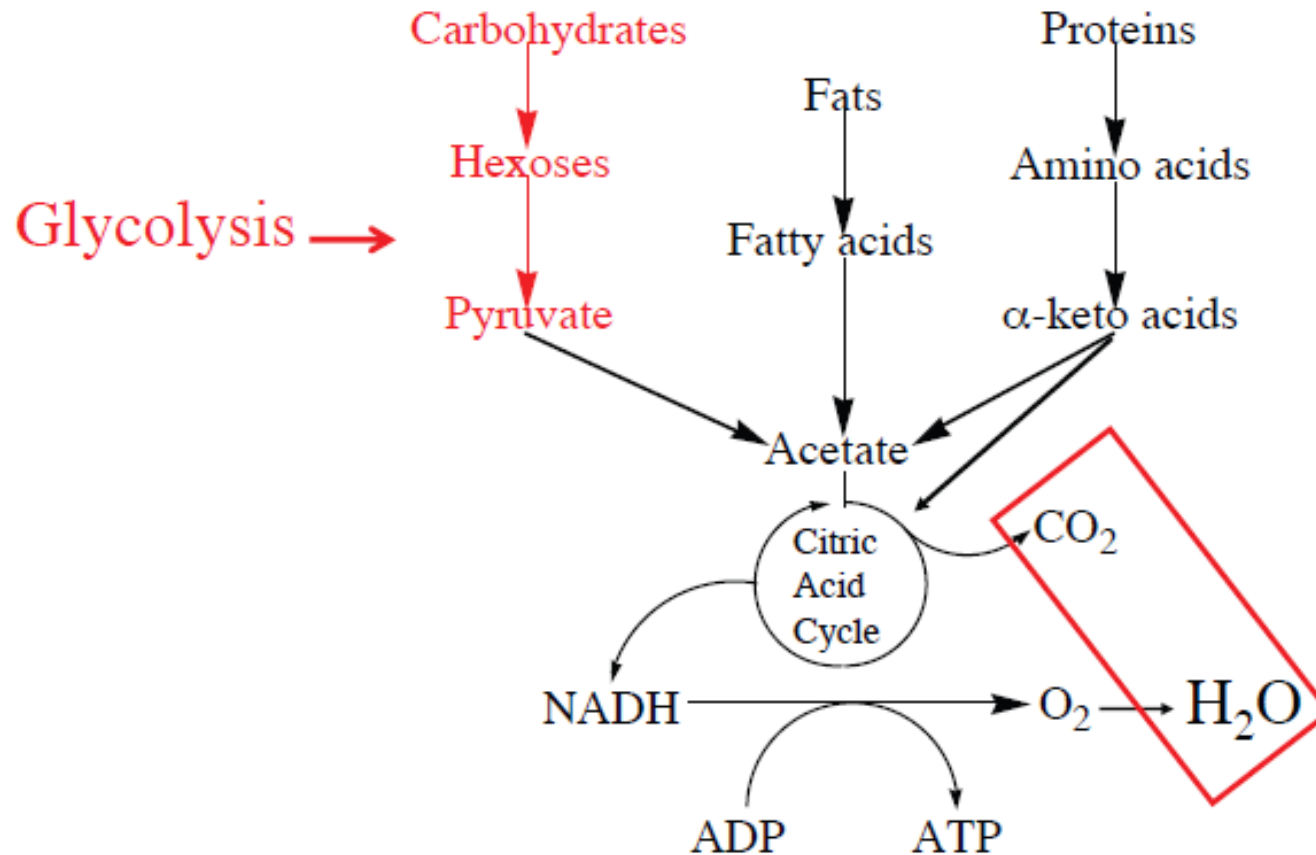 Carbohydrates
Proteins
Fats
Hexoses
Amino acids
Glycolysis
Fatty acids
Pyruvate
α-keto acids
Acetate
Citric
Acid
Cycle
CO₂
NADH
O₂
H₂O
ADP
ATP